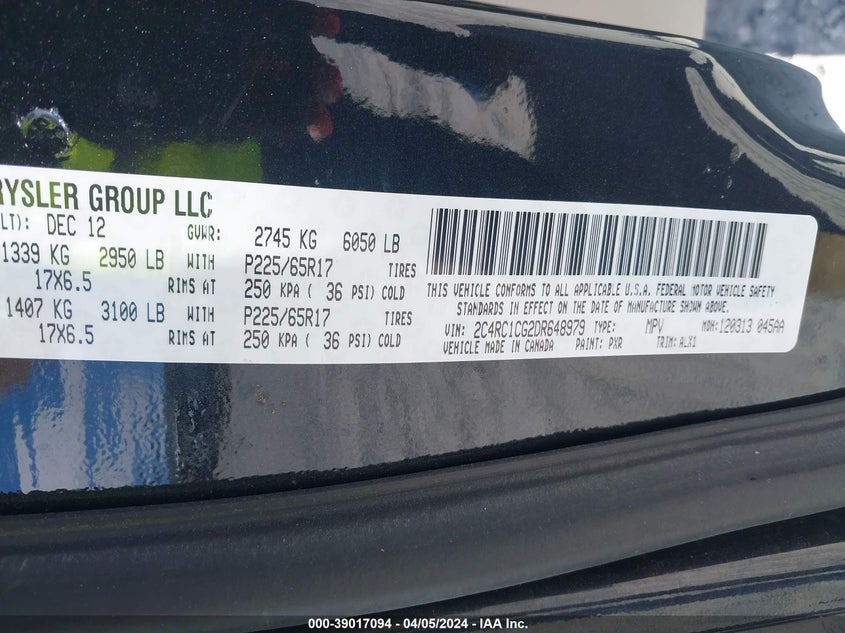 RYSLER GROUP LLC
LT): DEC 12 GVWR: 2745 KG 6050 LB
1339 KG 2950 LB WITH P225/65R17 TIRES
17X6.5 RIMS AT 250 KPA ( 36 PSI) COLD
1407 KG 3100 LB WITH P225/65R17 TIRES
17X6.5 RIMS AT 250 KPA ( 36 PSI) COLD
THIS VEHICLE CONFORMS TO ALL APPLICABLE U.S.A. FEDERAL MOTOR VEHICLE SAFETY
STANDARDS IN EFFECT ON THE DATE OF MANUFACTURE SHOWN ABOVE.
VIN: 2C4RC1CG2DR648979 TYPE: MPV MDH: 120313 045AA
VEHICLE MADE IN CANADA PAINT: PXR TRIM: ALX1
000-39017094 - 04/05/2024 - IAA Inc.